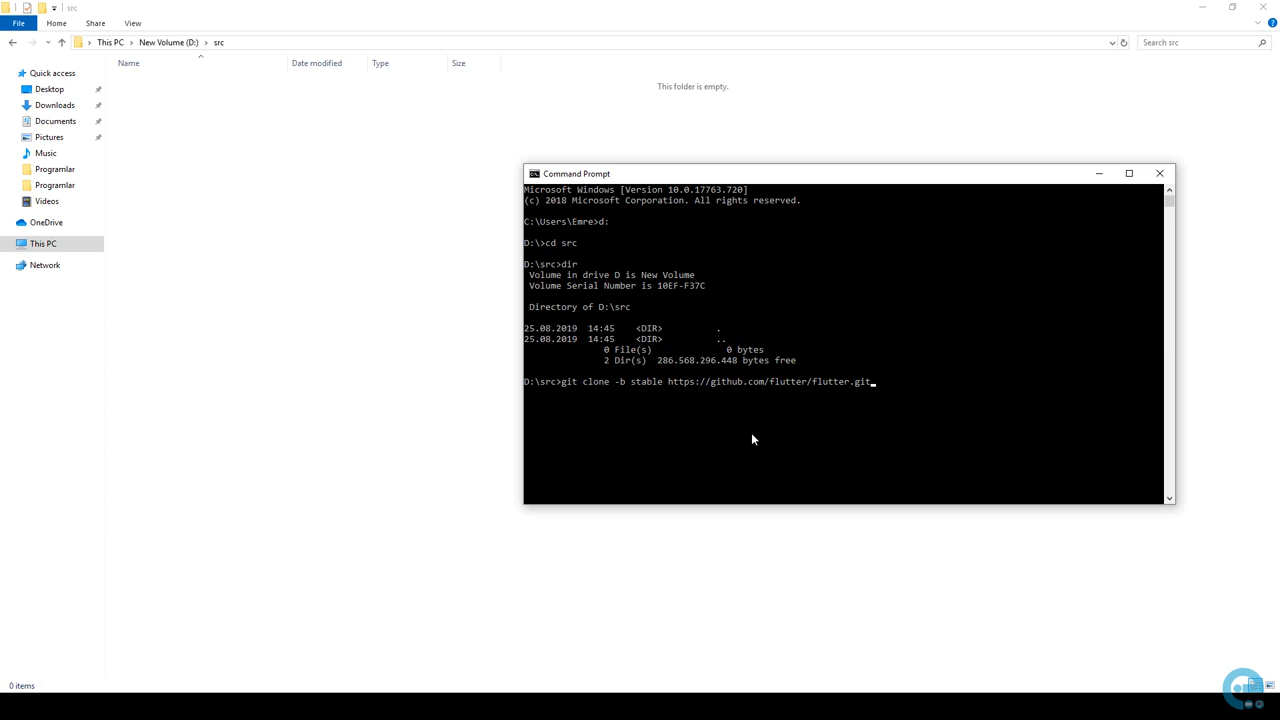 src
File Home Share View
This PC New Volume (D:) src
Search src
Name Date modified Type Size
This folder is empty.
Quick access
Desktop
Downloads
Documents
Pictures
Music
Programlar
Programlar
Videos
OneDrive
This PC
Network
Command Prompt
Microsoft Windows [Version 10.0.17763.720]
(c) 2018 Microsoft Corporation. All rights reserved.
C:\Users\Emre>d:
D:\>cd src
D:\src>dir
Volume in drive D is New Volume
Volume Serial Number is 10EF-F37C
Directory of D:\src
25.08.2019 14:45 <DIR> .
25.08.2019 14:45 <DIR> ..
0 File(s) 0 bytes
2 Dir(s) 286.568.296.448 bytes free
D:\src>git clone -b stable https://github.com/flutter/flutter.git
0 items